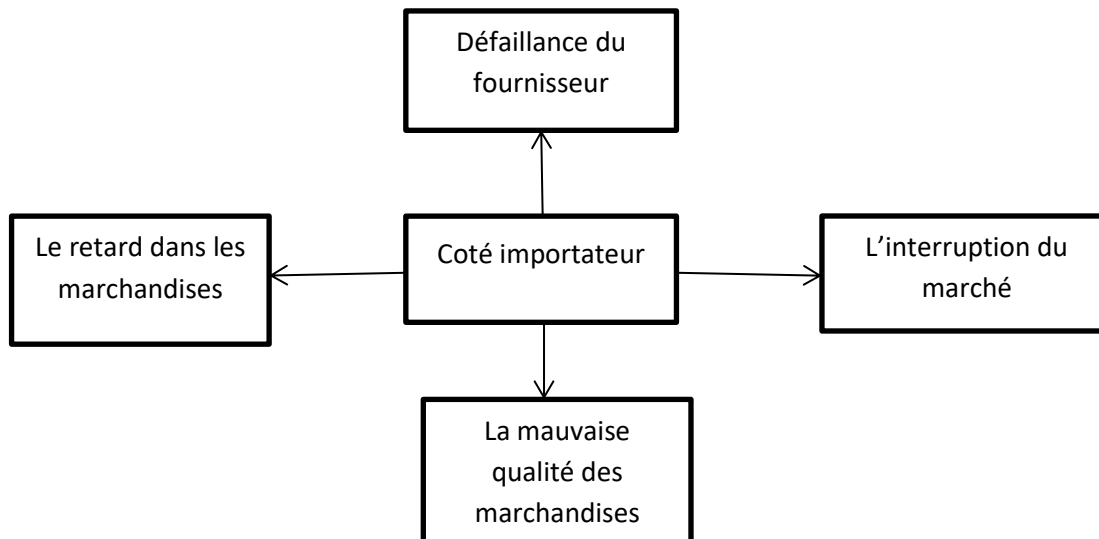 Défaillance du
fournisseur
Le retard dans les
marchandises
Coté importateur
L’interruption du
marché
La mauvaise
qualité des
marchandises